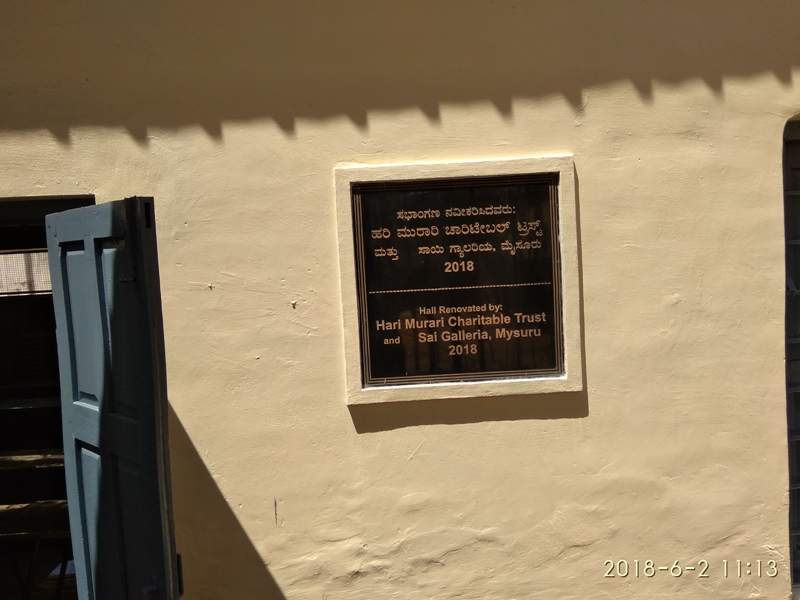 ಸಭಾಂಗಣ ನವೀಕರಿಸಿದವರು:
ಹರಿ ಮುರಾರಿ ಚಾರಿಟೇಬಲ್ ಟ್ರಸ್ಟ್
ಮತ್ತು ಸಾಯಿ ಗ್ಯಾಲರಿಯ, ಮೈಸೂರು
2018
Hall Renovated by:
Hari Murari Charitable Trust
and Sai Galleria, Mysuru
2018
2018-6-2 11:13